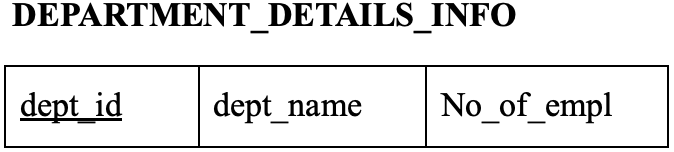 DEPARTMENT_DETAILS_INFO
dept_id dept_name No_of_empl